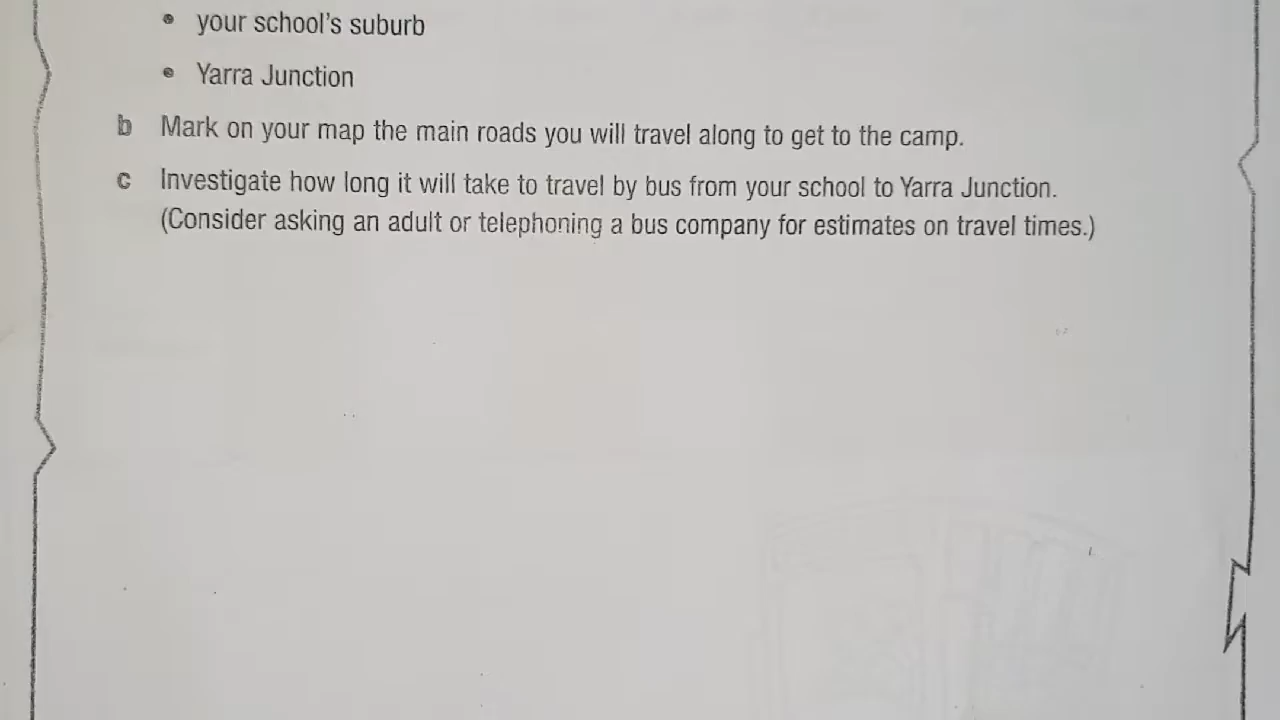 • your school's suburb
• Yarra Junction
b Mark on your map the main roads you will travel along to get to the camp.
c Investigate how long it will take to travel by bus from your school to Yarra Junction.
(Consider asking an adult or telephoning a bus company for estimates on travel times.)